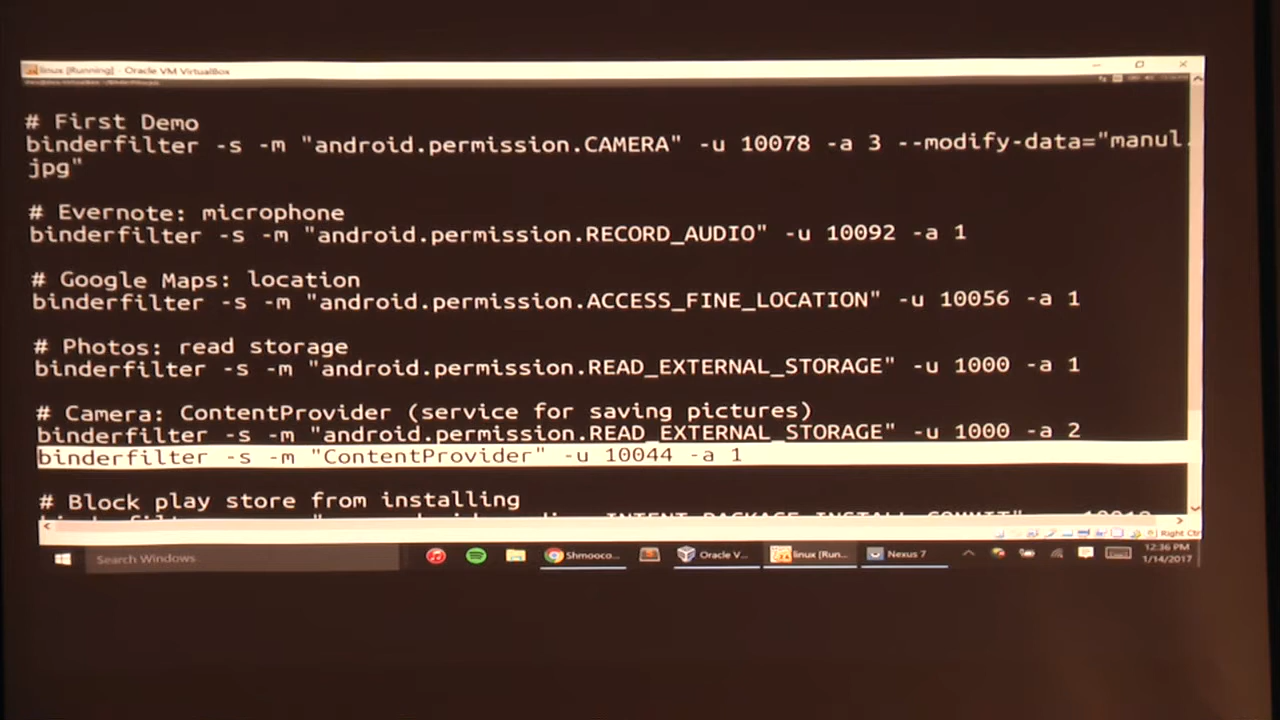 linux [Running] - Oracle VM VirtualBox
# First Demo
binderfilter -s -m "android.permission.CAMERA" -u 10078 -a 3 --modify-data="manul.
jpg"
# Evernote: microphone
binderfilter -s -m "android.permission.RECORD_AUDIO" -u 10092 -a 1
# Google Maps: location
binderfilter -s -m "android.permission.ACCESS_FINE_LOCATION" -u 10056 -a 1
# Photos: read storage
binderfilter -s -m "android.permission.READ_EXTERNAL_STORAGE" -u 1000 -a 1
# Camera: ContentProvider (service for saving pictures)
binderfilter -s -m "android.permission.READ_EXTERNAL_STORAGE" -u 1000 -a 2
binderfilter -s -m "ContentProvider" -u 10044 -a 1
# Block play store from installing
Right Ctrl
Search Windows
Shmooco...
Oracle V...
linux [Run...
Nexus 7
12:36 PM
1/14/2017